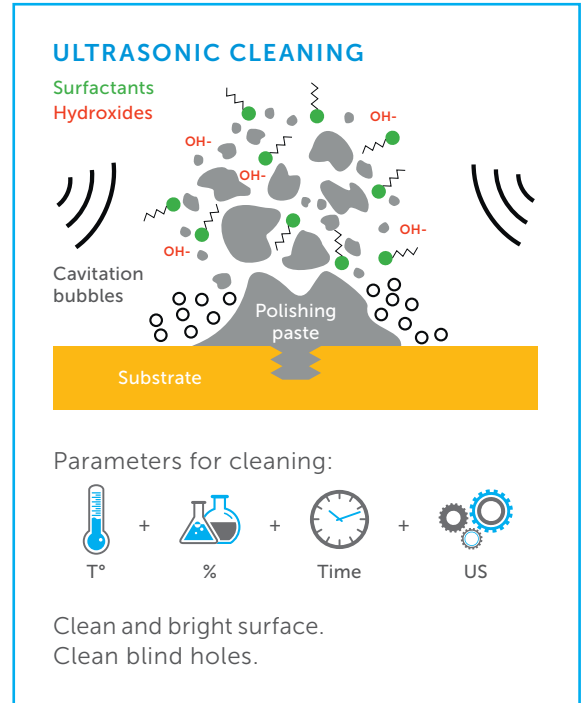 ULTRASONIC CLEANING
Surfactants
Hydroxides
OH-
OH-
OH-
OH-
OH-
Cavitation
bubbles
Polishing
paste
Substrate
Parameters for cleaning:
+ + +
T° % Time US
Clean and bright surface.
Clean blind holes.